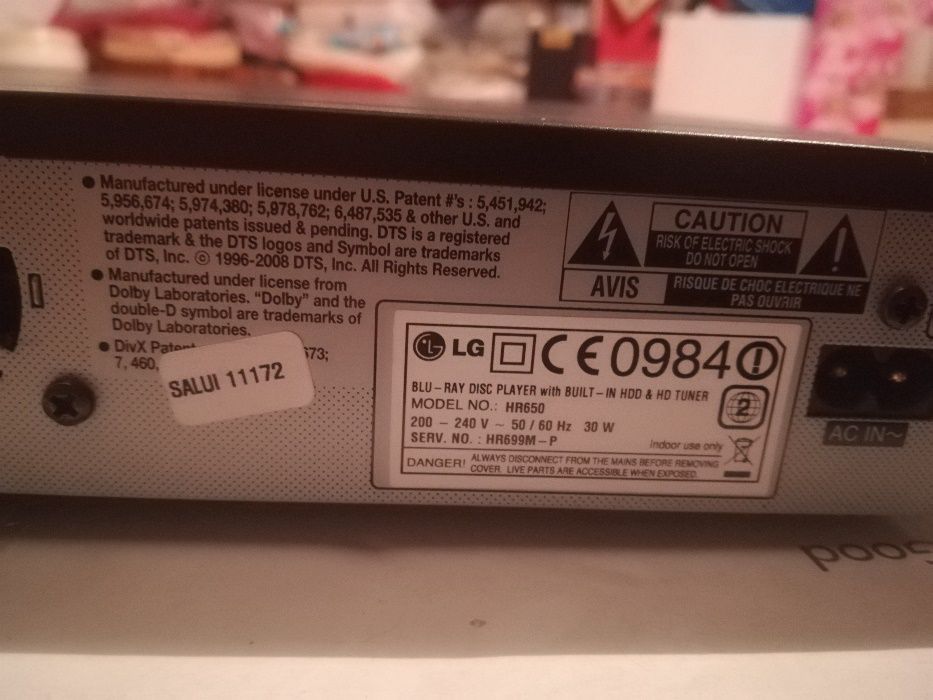 ● Manufactured under license under U.S. Patent #'s : 5,451,942;
5,956,674; 5,974,380; 5,978,762; 6,487,535 & other U.S. and
worldwide patents issued & pending. DTS is a registered
trademark & the DTS logos and Symbol are trademarks
of DTS, Inc. © 1996-2008 DTS, Inc. All Rights Reserved.
● Manufactured under license from
Dolby Laboratories. "Dolby" and the
double-D symbol are trademarks of
Dolby Laboratories.
● DivX
673;
7, 460,
SALUI 11172
CAUTION
RISK OF ELECTRIC SHOCK
DO NOT OPEN
AVIS
RISQUE DE CHOC ELECTRIQUE NE
PAS OUVRIR
LG CE0984
BLU-RAY DISC PLAYER with BUILT-IN HDD & HD TUNER
MODEL NO.: HR650
2
200 - 240 V ~ 50 / 60 Hz 30 W
SERV. NO. : HR699M-P
Indoor use only
DANGER! ALWAYS DISCONNECT FROM THE MAINS BEFORE REMOVING
COVER. LIVE PARTS ARE ACCESSIBLE WHEN EXPOSED.
AC IN~